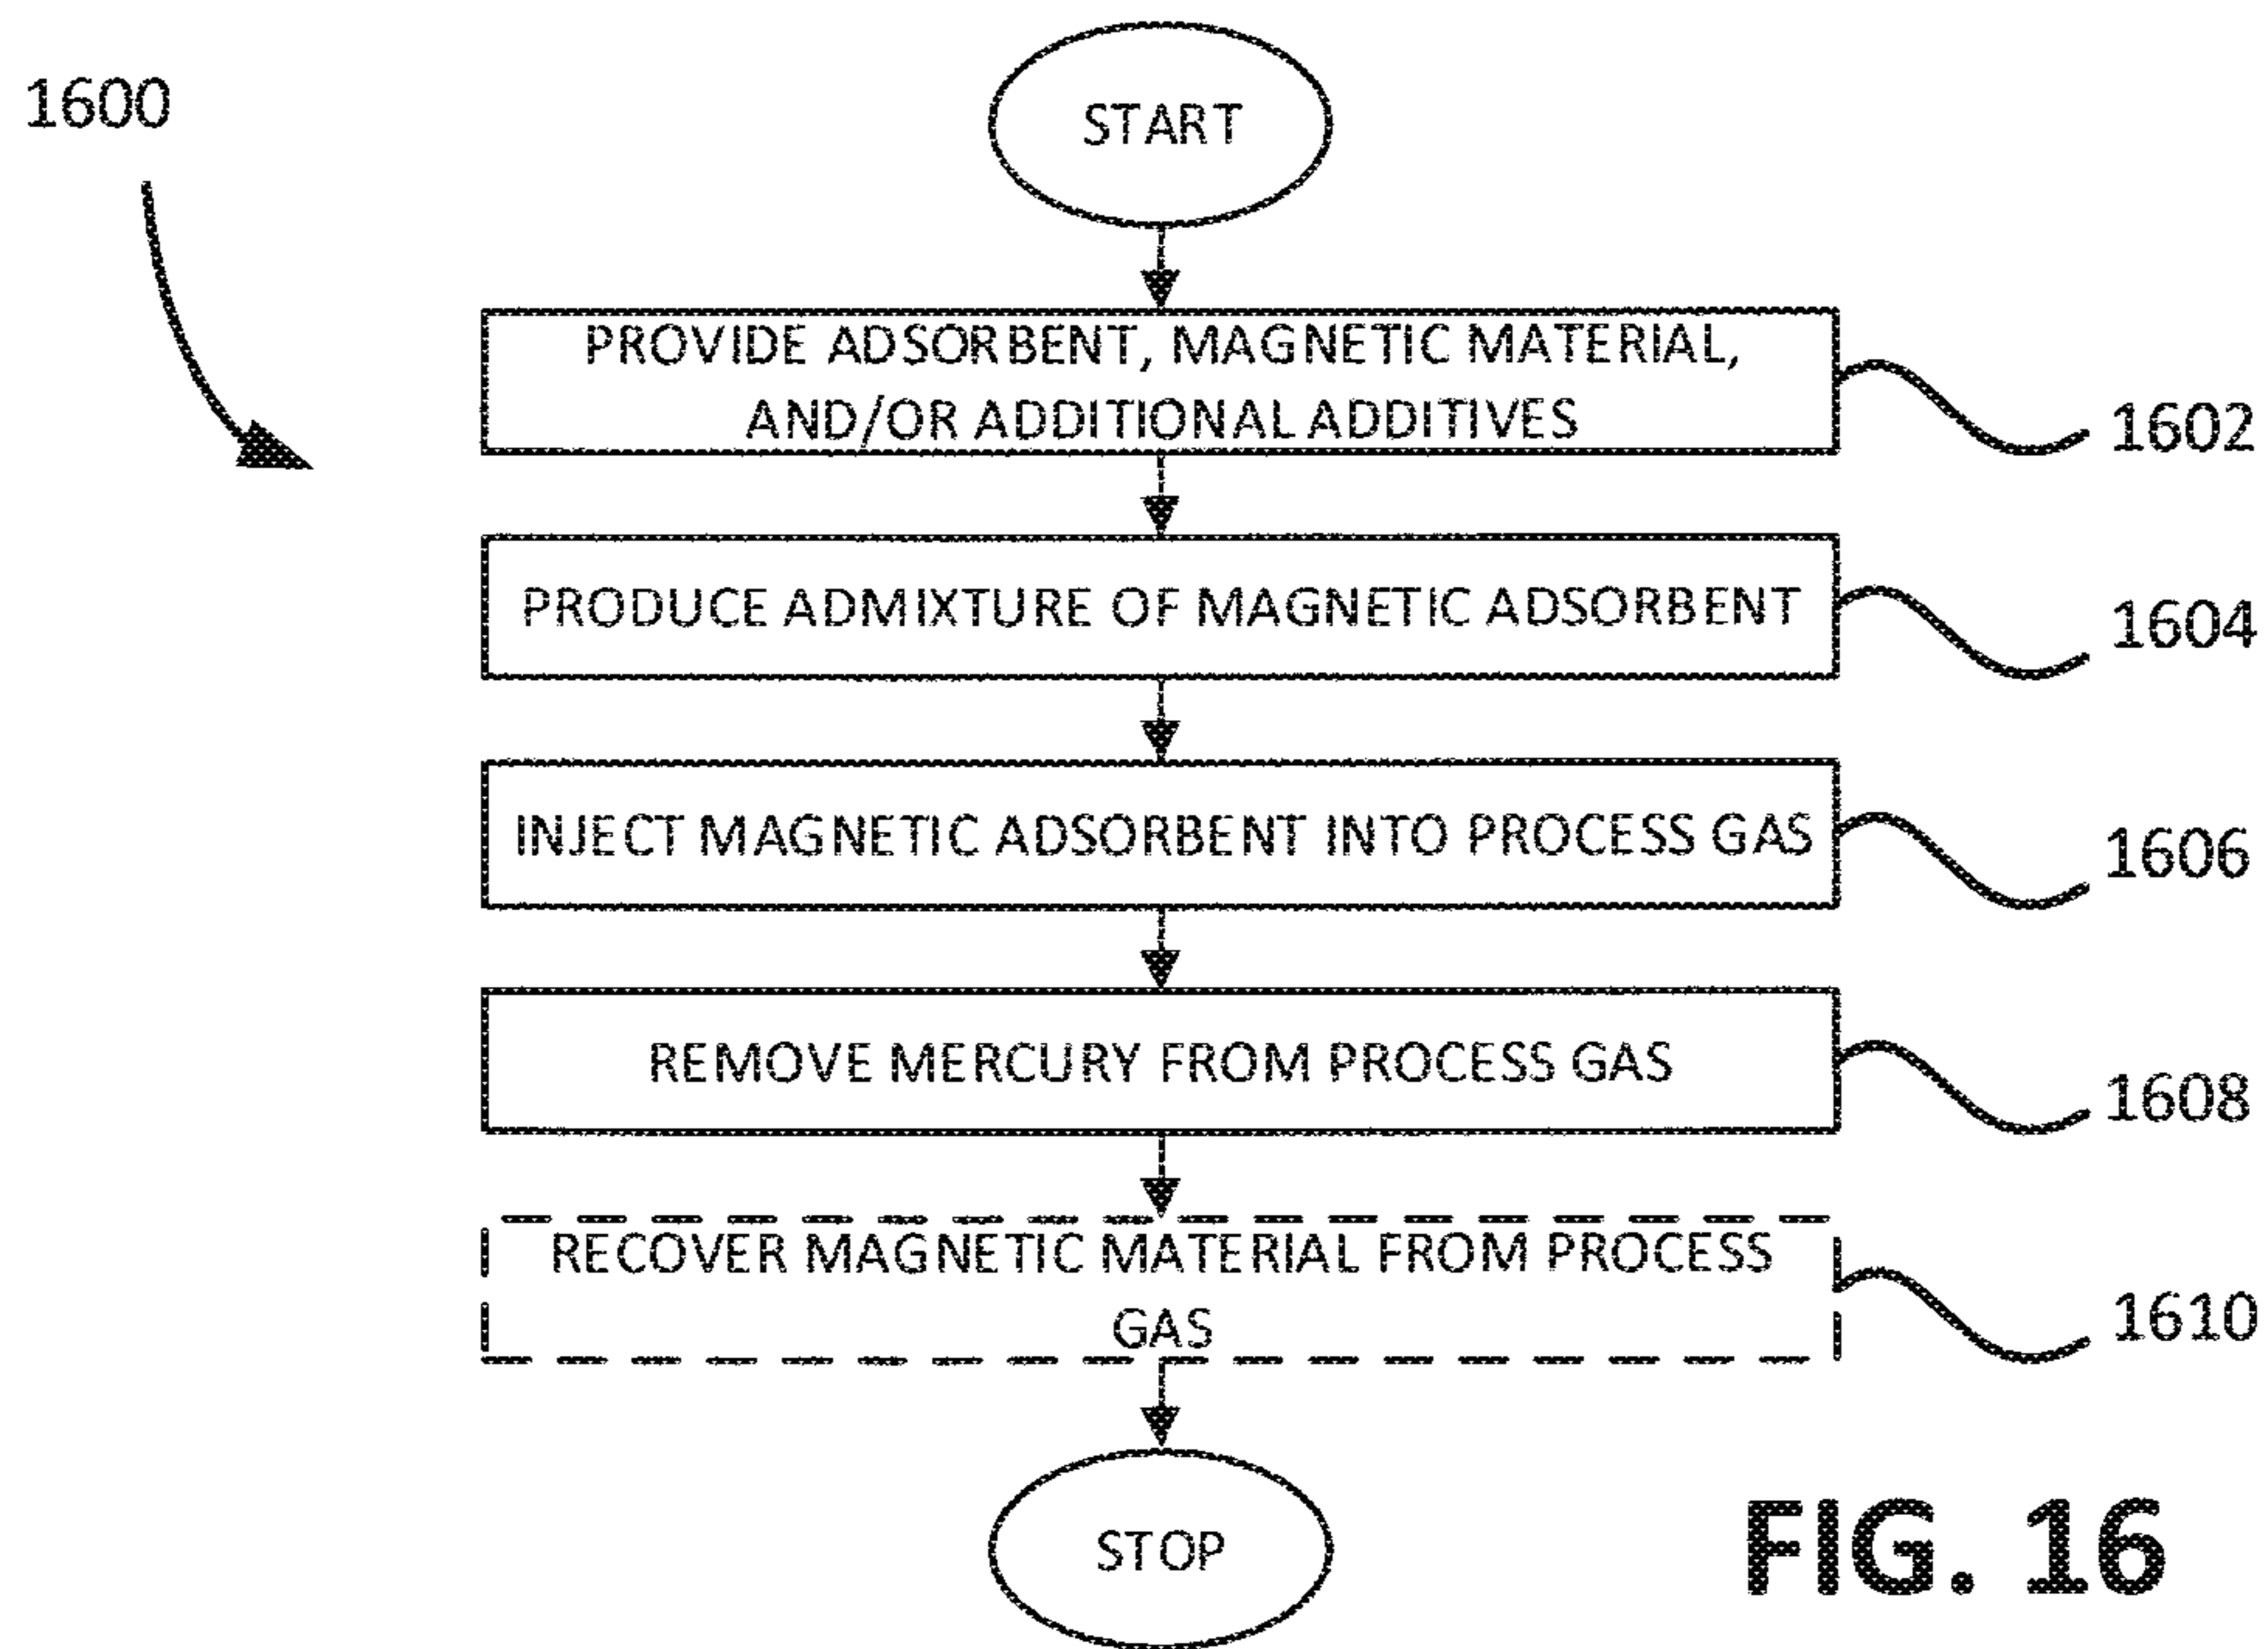 1600
START
PROVIDE ADSORBENT, MAGNETIC MATERIAL,
AND/OR ADDITIONAL ADDITIVES
1602
PRODUCE ADMIXTURE OF MAGNETIC ADSORBENT
1604
INJECT MAGNETIC ADSORBENT INTO PROCESS GAS
1606
REMOVE MERCURY FROM PROCESS GAS
1608
RECOVER MAGNETIC MATERIAL FROM PROCESS
GAS
1610
STOP
FIG. 16